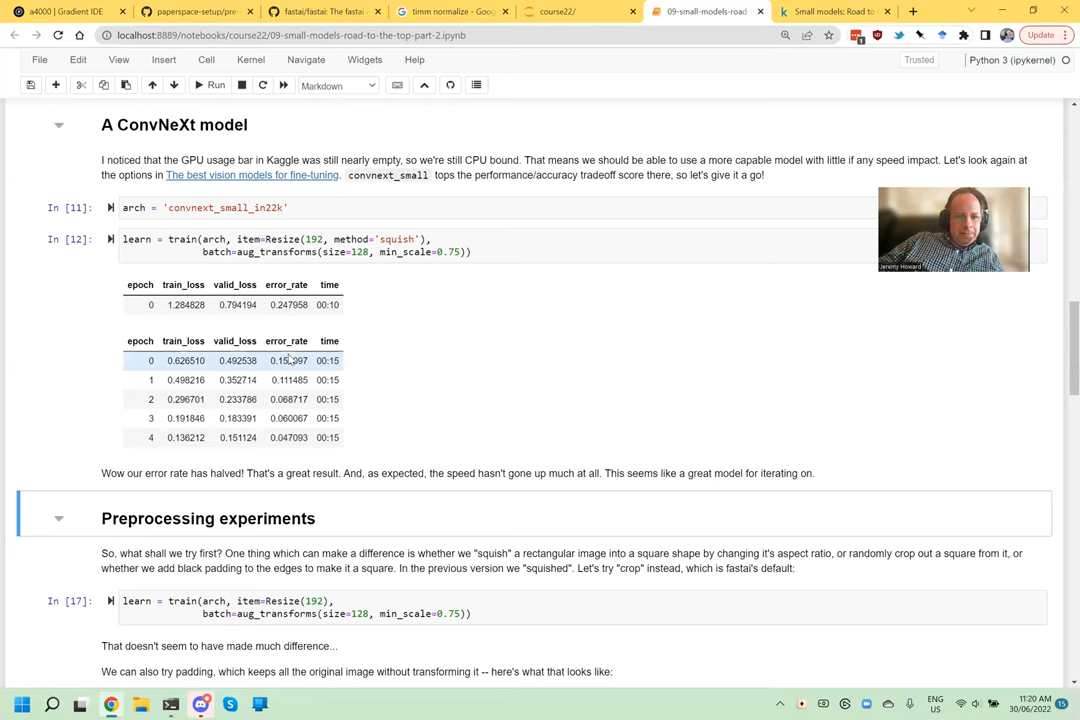 a4000 | Gradient IDE
paperspace-setup/pre-
fastai/fastai: The fastai
timm normalize - Goog
course22/
09-small-models-road-
Small models: Road to
localhost:8889/notebooks/course22/09-small-models-road-to-the-top-part-2.ipynb
Update
File Edit View Insert Cell Kernel Navigate Widgets Help
Trusted
Python 3 (ipykernel)
Run
Markdown
A ConvNeXt model
I noticed that the GPU usage bar in Kaggle was still nearly empty, so we're still CPU bound. That means we should be able to use a more capable model with little if any speed impact. Let's look again at
the options in The best vision models for fine-tuning. convnext_small tops the performance/accuracy tradeoff score there, so let's give it a go!
In [11]: arch = 'convnext_small_in22k'
In [12]: learn = train(arch, item=Resize(192, method='squish'),
batch=aug_transforms(size=128, min_scale=0.75))
Jeremy Howard
epoch train_loss valid_loss error_rate time
0 1.284828 0.794194 0.247958 00:10
epoch train_loss valid_loss error_rate time
0 0.626510 0.492538 00:15
1 0.498216 0.352714 0.111485 00:15
2 0.296701 0.233786 0.068717 00:15
3 0.191846 0.183391 0.060067 00:15
4 0.136212 0.151124 0.047093 00:15
Wow our error rate has halved! That's a great result. And, as expected, the speed hasn't gone up much at all. This seems like a great model for iterating on.
Preprocessing experiments
So, what shall we try first? One thing which can make a difference is whether we "squish" a rectangular image into a square shape by changing it's aspect ratio, or randomly crop out a square from it, or
whether we add black padding to the edges to make it a square. In the previous version we "squished". Let's try "crop" instead, which is fastai's default:
In [17]: learn = train(arch, item=Resize(192),
batch=aug_transforms(size=128, min_scale=0.75))
That doesn't seem to have made much difference...
We can also try padding, which keeps all the original image without transforming it -- here's what that looks like:
ENG
US
11:20 AM
30/06/2022
15